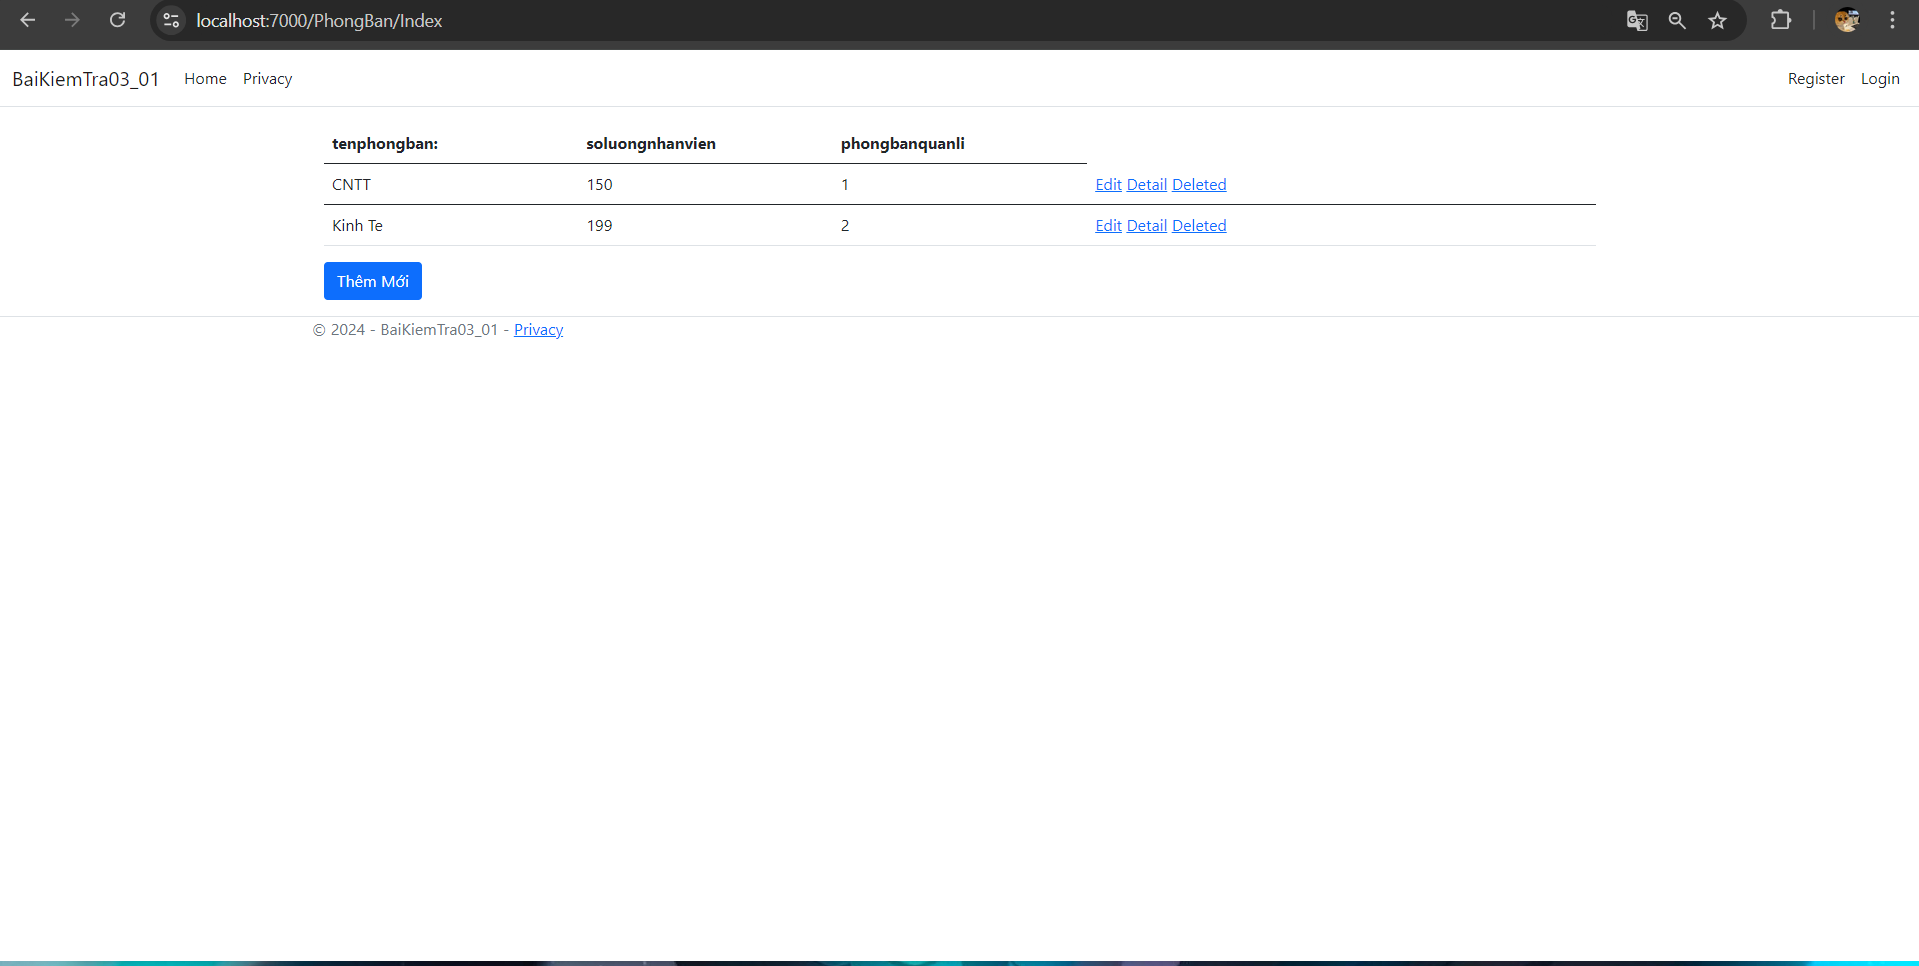 localhost:7000/PhongBan/Index
BaiKiemTra03_01 Home Privacy Register Login
tenphongban: soluongnhanvien phongbanquanli
CNTT 150 1 Edit Detail Deleted
Kinh Te 199 2 Edit Detail Deleted
Thêm Mới
© 2024 - BaiKiemTra03_01 - Privacy